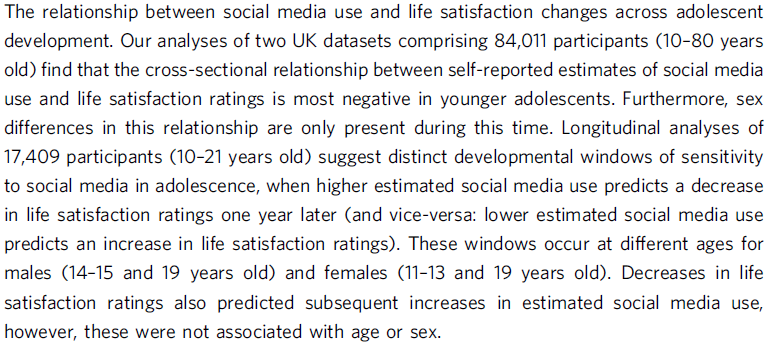 The relationship between social media use and life satisfaction changes across adolescent
development. Our analyses of two UK datasets comprising 84,011 participants (10–80 years
old) find that the cross-sectional relationship between self-reported estimates of social media
use and life satisfaction ratings is most negative in younger adolescents. Furthermore, sex
differences in this relationship are only present during this time. Longitudinal analyses of
17,409 participants (10–21 years old) suggest distinct developmental windows of sensitivity
to social media in adolescence, when higher estimated social media use predicts a decrease
in life satisfaction ratings one year later (and vice-versa: lower estimated social media use
predicts an increase in life satisfaction ratings). These windows occur at different ages for
males (14–15 and 19 years old) and females (11–13 and 19 years old). Decreases in life
satisfaction ratings also predicted subsequent increases in estimated social media use,
however, these were not associated with age or sex.